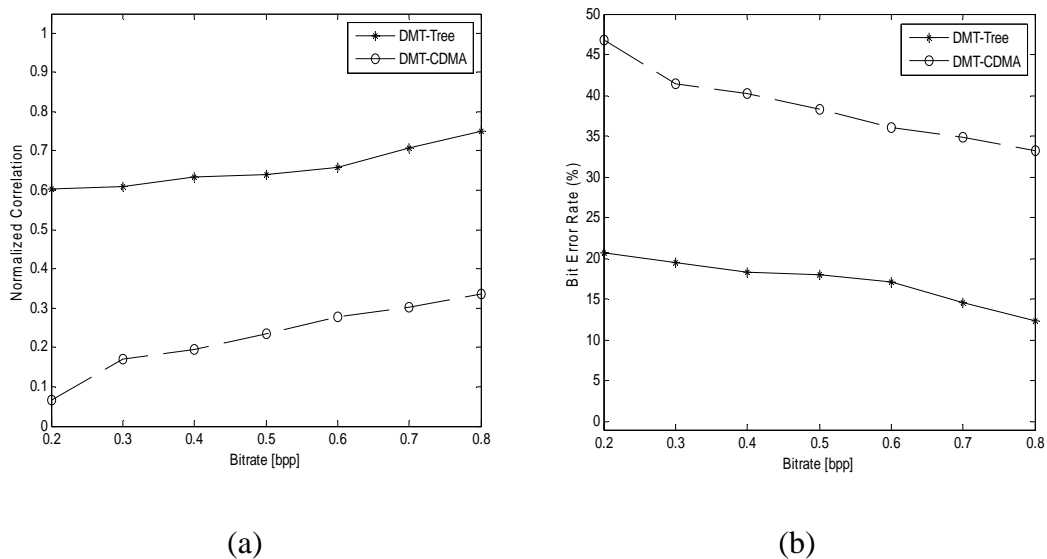 1
0.9
0.8
0.7
0.6
0.5
0.4
0.3
0.2
0.1
0
Normalized Correlation
DMT-Tree
DMT-CDMA
0.2 0.3 0.4 0.5 0.6 0.7 0.8
Bitrate [bpp]
(a)
50
45
40
35
30
25
20
15
10
5
0
Bit Error Rate (%)
DMT-Tree
DMT-CDMA
0.2 0.3 0.4 0.5 0.6 0.7 0.8
Bitrate [bpp]
(b)